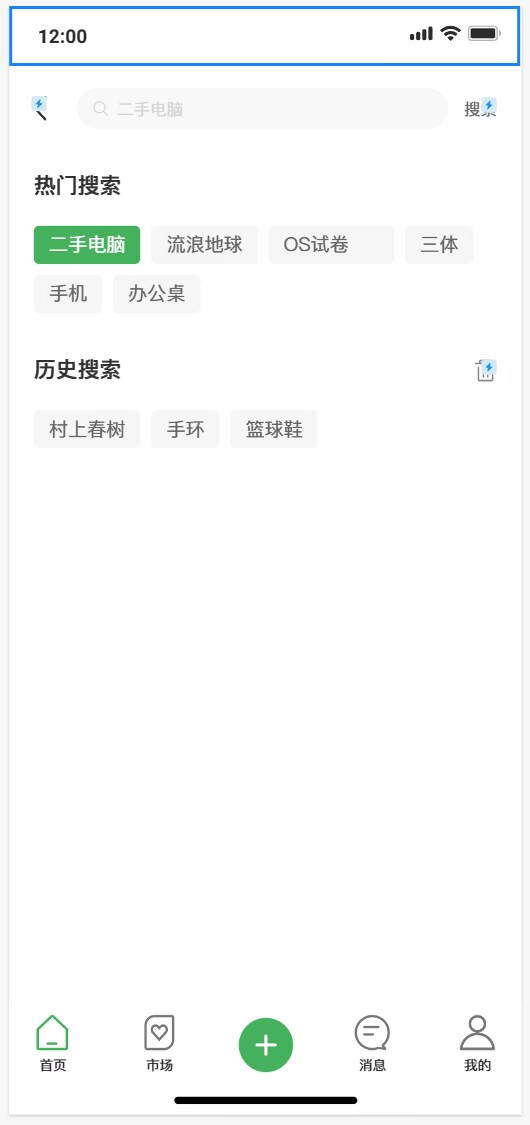 12:00
二手电脑 搜索
热门搜索
二手电脑 流浪地球 OS试卷 三体
手机 办公桌
历史搜索
村上春树 手环 篮球鞋
首页 市场 消息 我的